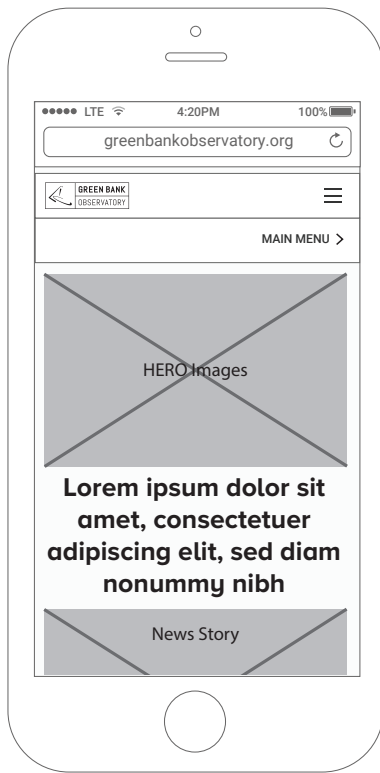 LTE 4:20PM 100%
greenbankobservatory.org
GREEN BANK
OBSERVATORY
MAIN MENU
HERO Images
Lorem ipsum dolor sit
amet, consectetuer
adipiscing elit, sed diam
nonummy nibh
News Story